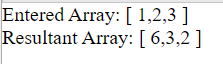 Entered Array: [ 1,2,3 ]
Resultant Array: [ 6,3,2 ]